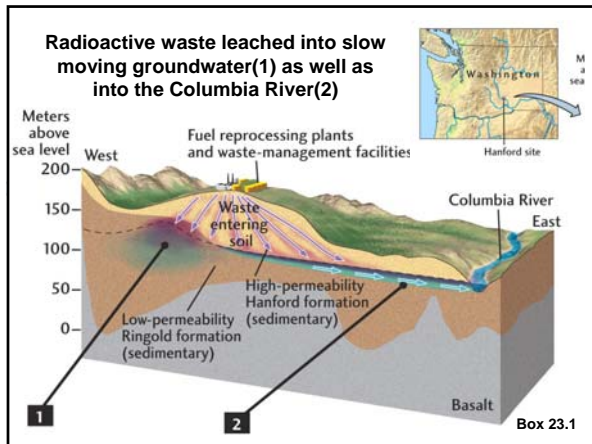 Radioactive waste leached into slow
moving groundwater(1) as well as
into the Columbia River(2)
M
a
sea
Washington
Hanford site
Meters
above
sea level
200
150
100
50
0
West
Fuel reprocessing plants
and waste-management facilities
Waste
entering
soil
Columbia River
East
High-permeability
Hanford formation
(sedimentary)
Low-permeability
Ringold formation
(sedimentary)
1
2
Basalt
Box 23.1